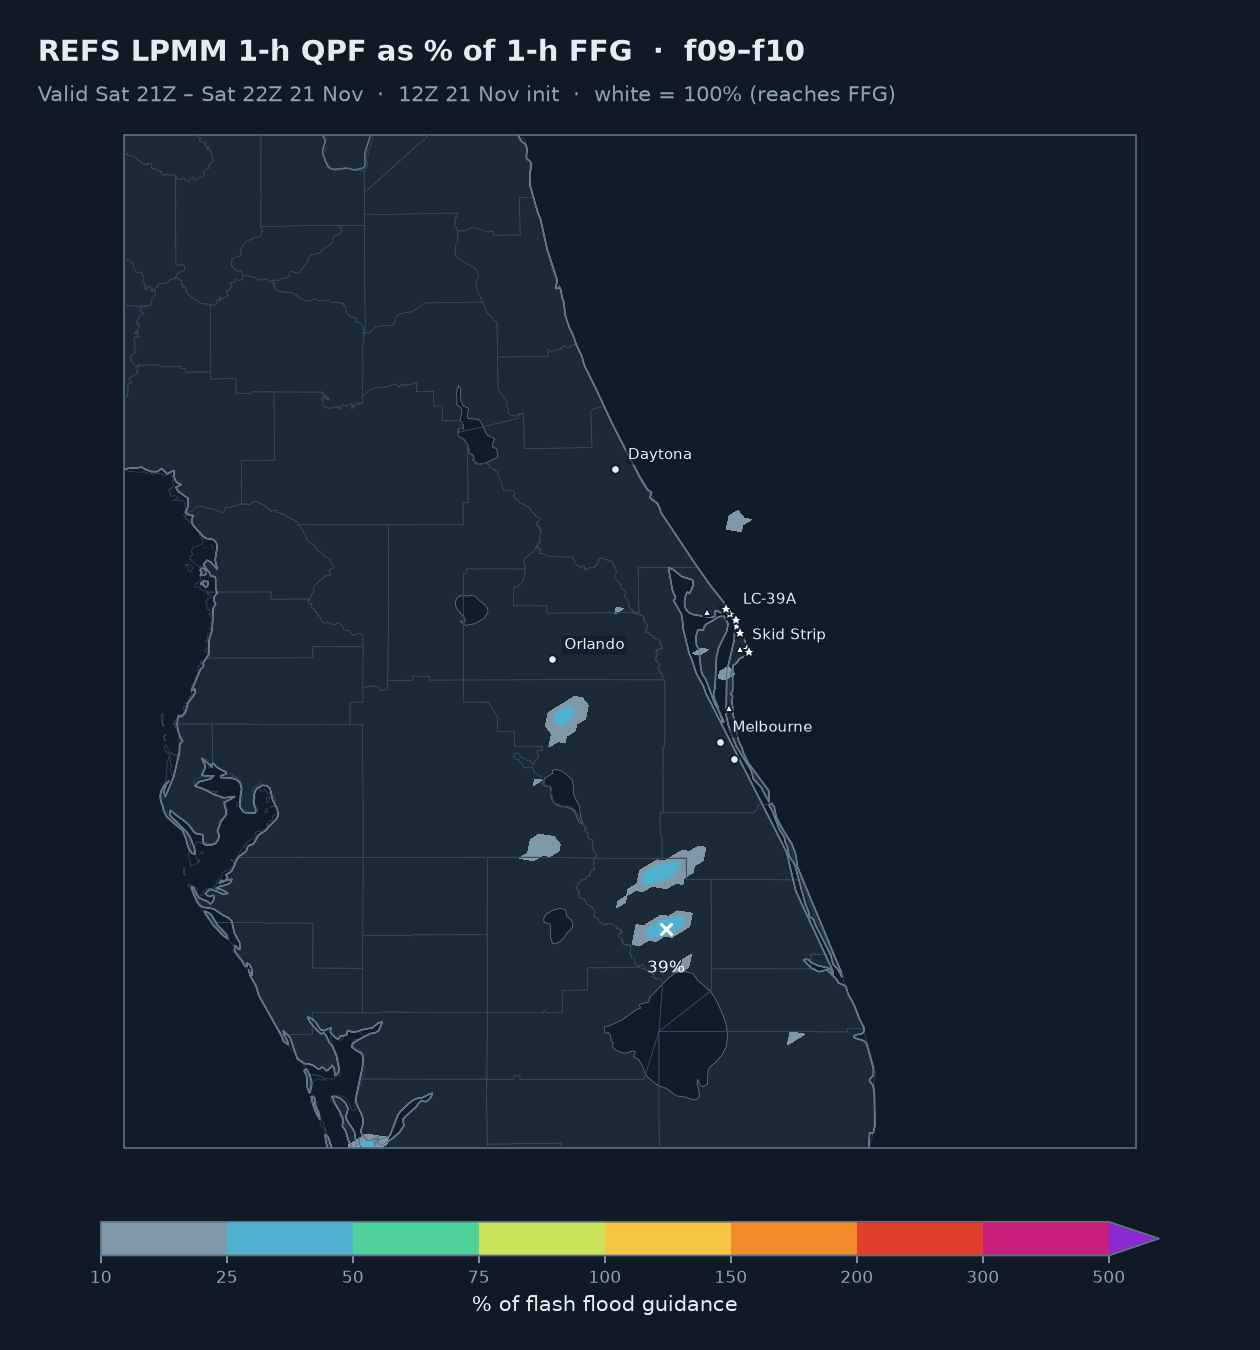 REFS LPMM 1-h QPF as % of 1-h FFG · f09–f10
Valid Sat 21Z – Sat 22Z 21 Nov · 12Z 21 Nov init · white = 100% (reaches FFG)
Daytona
LC-39A
Skid Strip
Orlando
Melbourne
39%
10 25 50 75 100 150 200 300 500
% of flash flood guidance